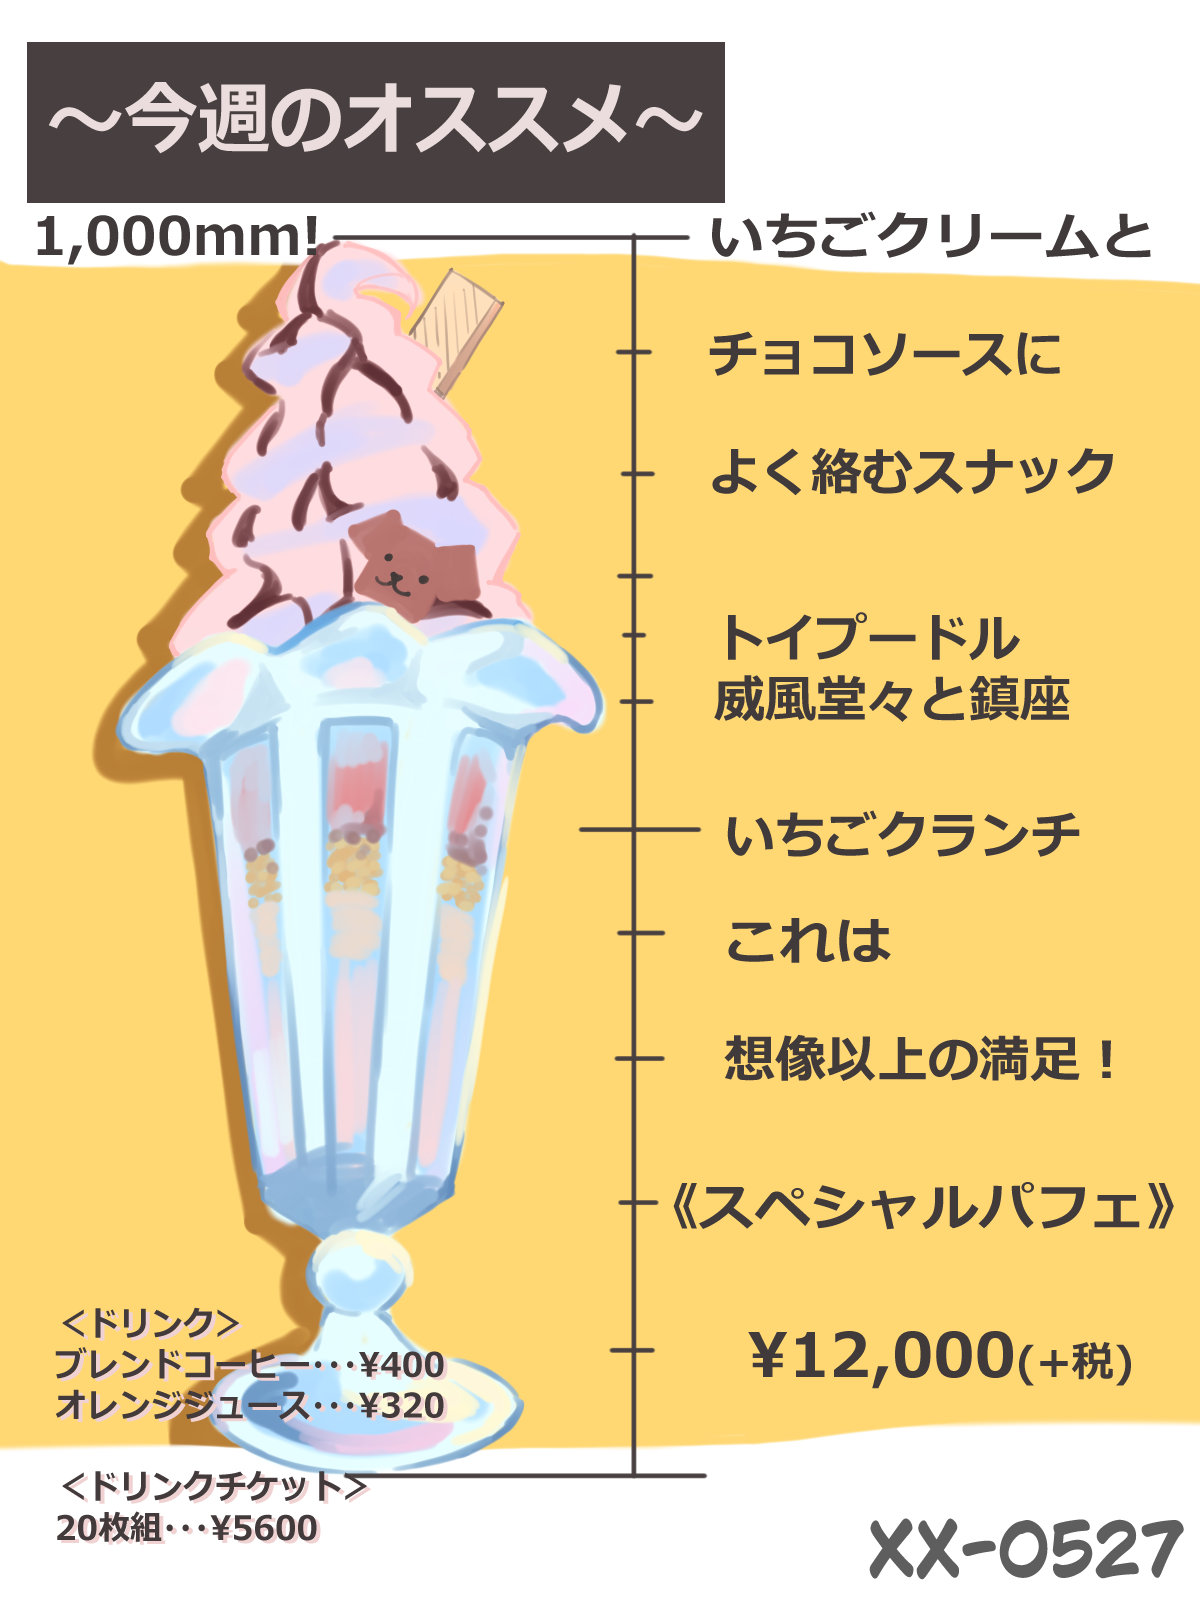 ～今週のオススメ～
1,000mm!
いちごクリームと
チョコソースに
よく絡むスナック
トイプードル
威風堂々と鎮座
いちごクランチ
これは
想像以上の満足！
《スペシャルパフェ》
¥12,000(+税)
＜ドリンク＞
ブレンドコーヒー･･･¥400
オレンジジュース･･･¥320
＜ドリンクチケット＞
20枚組･･･¥5600
XX-0527